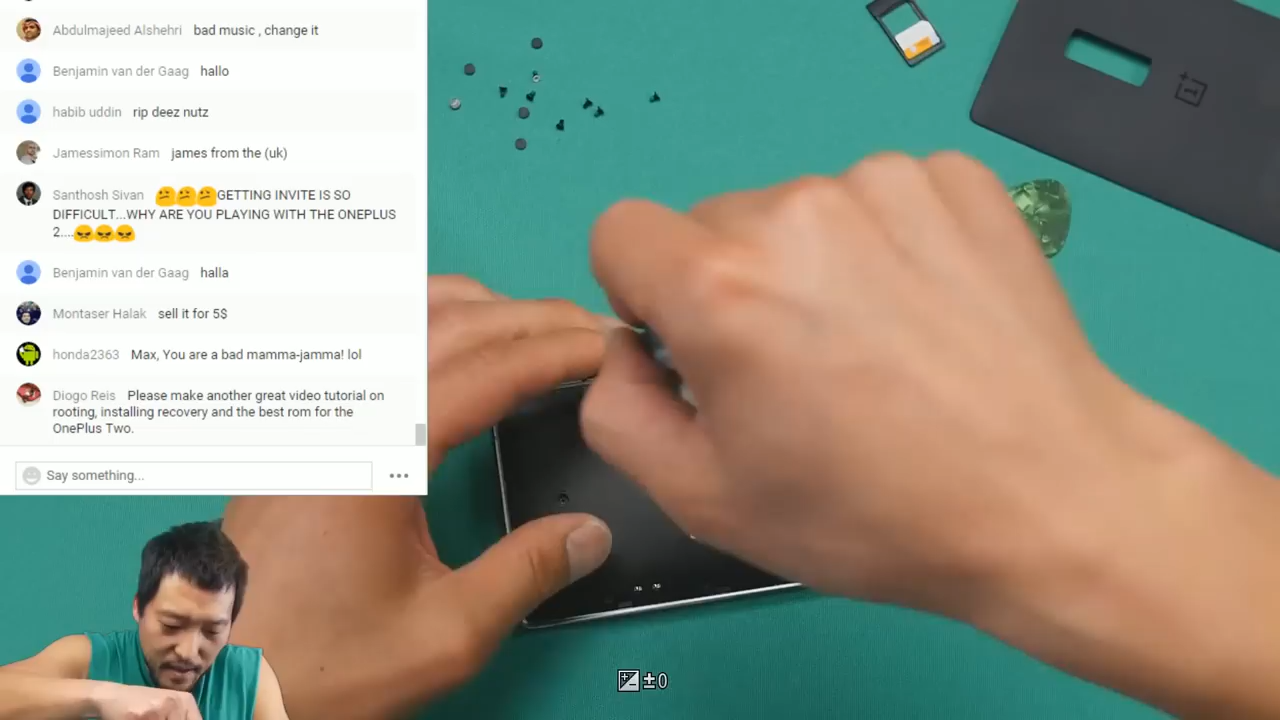 Abdulmajeed Alshehri bad music , change it
Benjamin van der Gaag hallo
habib uddin rip deez nutz
Jamessimon Ram james from the (uk)
Santhosh Sivan 😕😕😕GETTING INVITE IS SO
DIFFICULT...WHY ARE YOU PLAYING WITH THE ONEPLUS
2....😠😠😠
Benjamin van der Gaag halla
Montaser Halak sell it for 5$
honda2363 Max, You are a bad mamma-jamma! lol
Diogo Reis Please make another great video tutorial on
rooting, installing recovery and the best rom for the
OnePlus Two.
Say something...
1+
±0